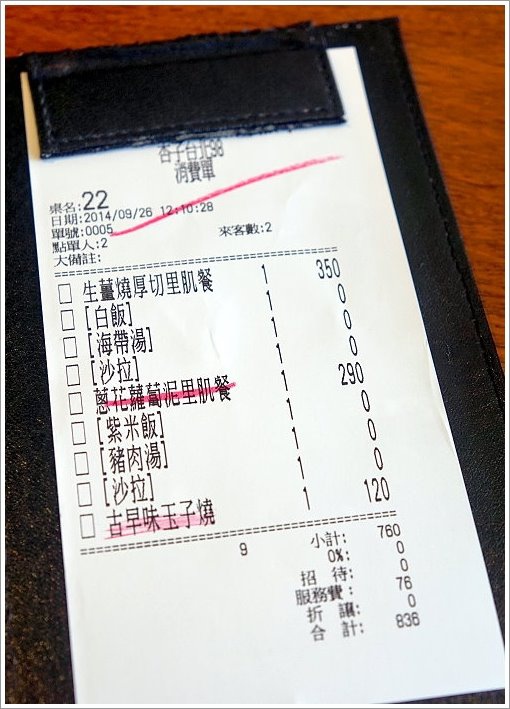 杏子台北38
消費單
桌名:22
日期:2014/09/26 12:10:28
單號:0005
點單人:2 來客數:2
大備註:
□ 生薑燒厚切里肌餐 1 350
□ [白飯] 1 0
□ [海帶湯] 1 0
□ [沙拉] 1 0
□ 蔥花蘿蔔泥里肌餐 1 290
□ [紫米飯] 1 0
□ [豬肉湯] 1 0
□ [沙拉] 1 0
□ 古早味玉子燒 1 120
9 小計: 760
0%: 0
招 待: 0
服務費: 76
折 讓: 0
合 計: 836